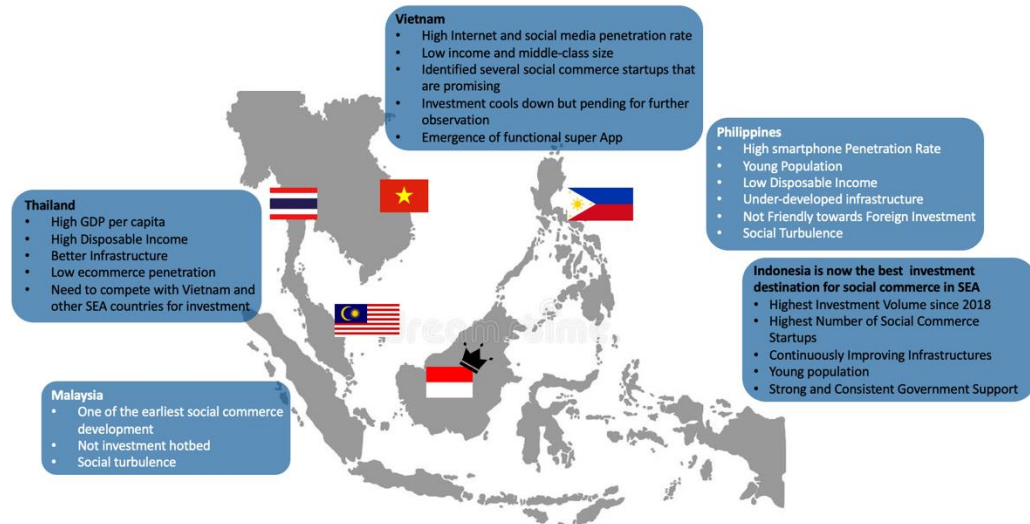 Vietnam
• High Internet and social media penetration rate
• Low income and middle-class size
• Identified several social commerce startups that
are promising
• Investment cools down but pending for further
observation
• Emergence of functional super App
Philippines
• High smartphone Penetration Rate
• Young Population
• Low Disposable Income
• Under-developed infrastructure
• Not Friendly towards Foreign Investment
• Social Turbulence
Thailand
• High GDP per capita
• High Disposable Income
• Better Infrastructure
• Low ecommerce penetration
• Need to compete with Vietnam and
other SEA countries for investment
Indonesia is now the best investment
destination for social commerce in SEA
• Highest Investment Volume since 2018
• Highest Number of Social Commerce
Startups
• Continuously Improving Infrastructures
• Young population
• Strong and Consistent Government Support
Malaysia
• One of the earliest social commerce
development
• Not investment hotbed
• Social turbulence